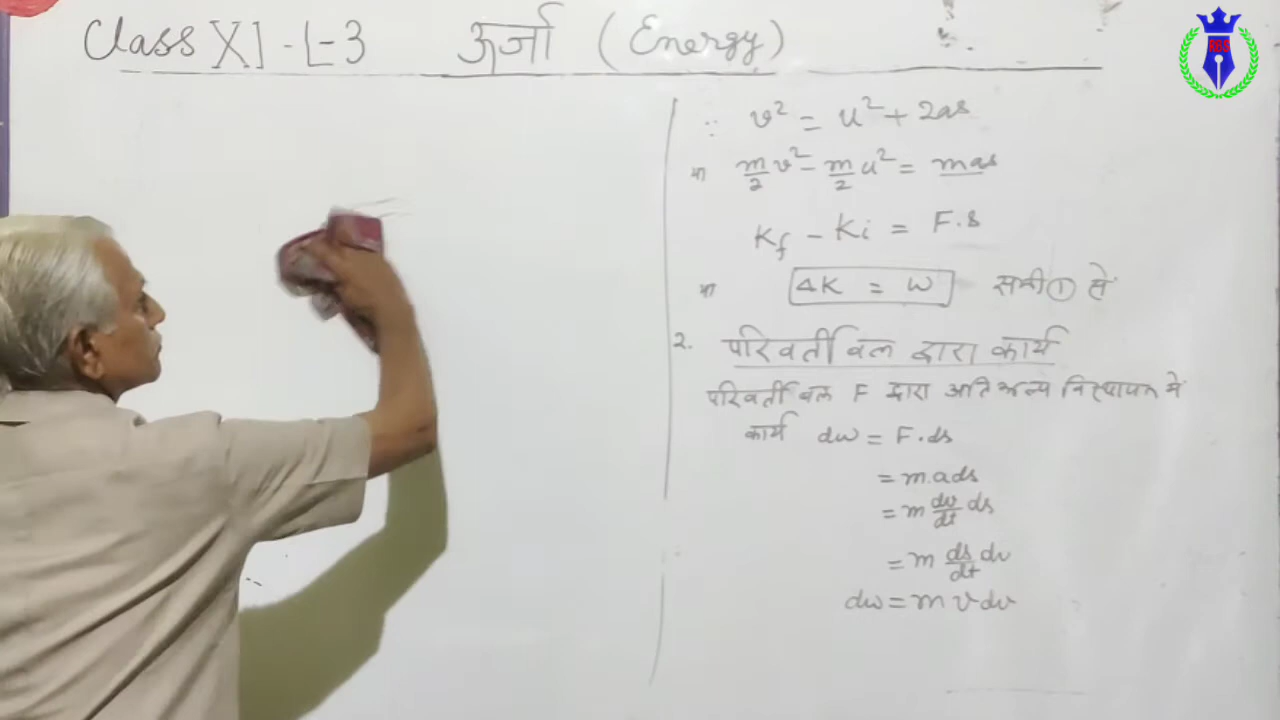 Class XI - L-3 ऊर्जा (Energy)
RBS
∵ v² = u² + 2as
या m/2 v² - m/2 u² = mas
Kf - Ki = F.s
या ΔK = W समी ① से
2. परिवर्ती बल द्वारा कार्य
परिवर्ती बल F द्वारा अति अल्प विस्थापन में
कार्य dw = F.ds
= m.a ds
= m dv/dt ds
= m ds/dt dv
dw = m v dv